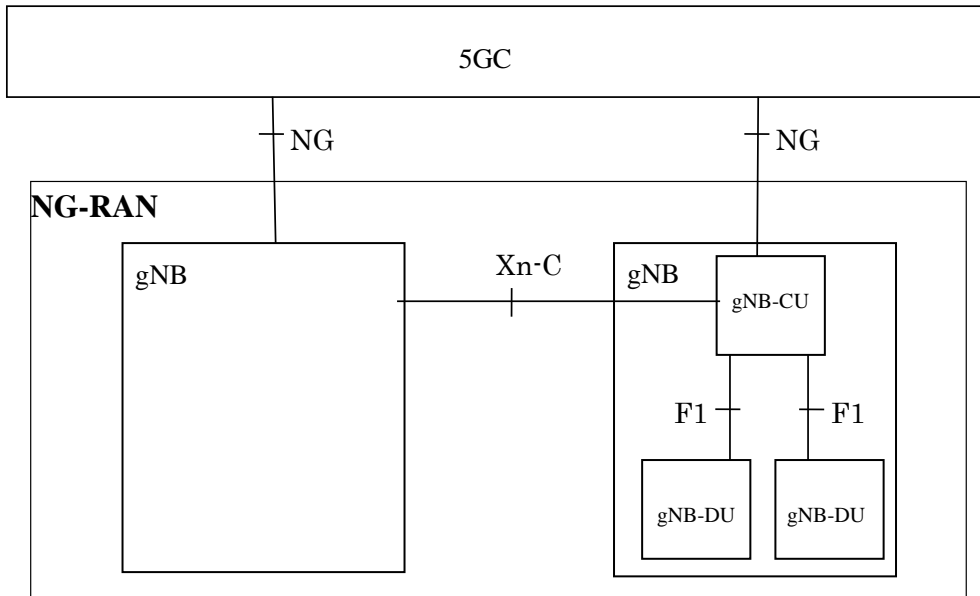 5GC
NG
NG
NG-RAN
gNB
Xn-C
gNB
gNB-CU
F1
F1
gNB-DU
gNB-DU